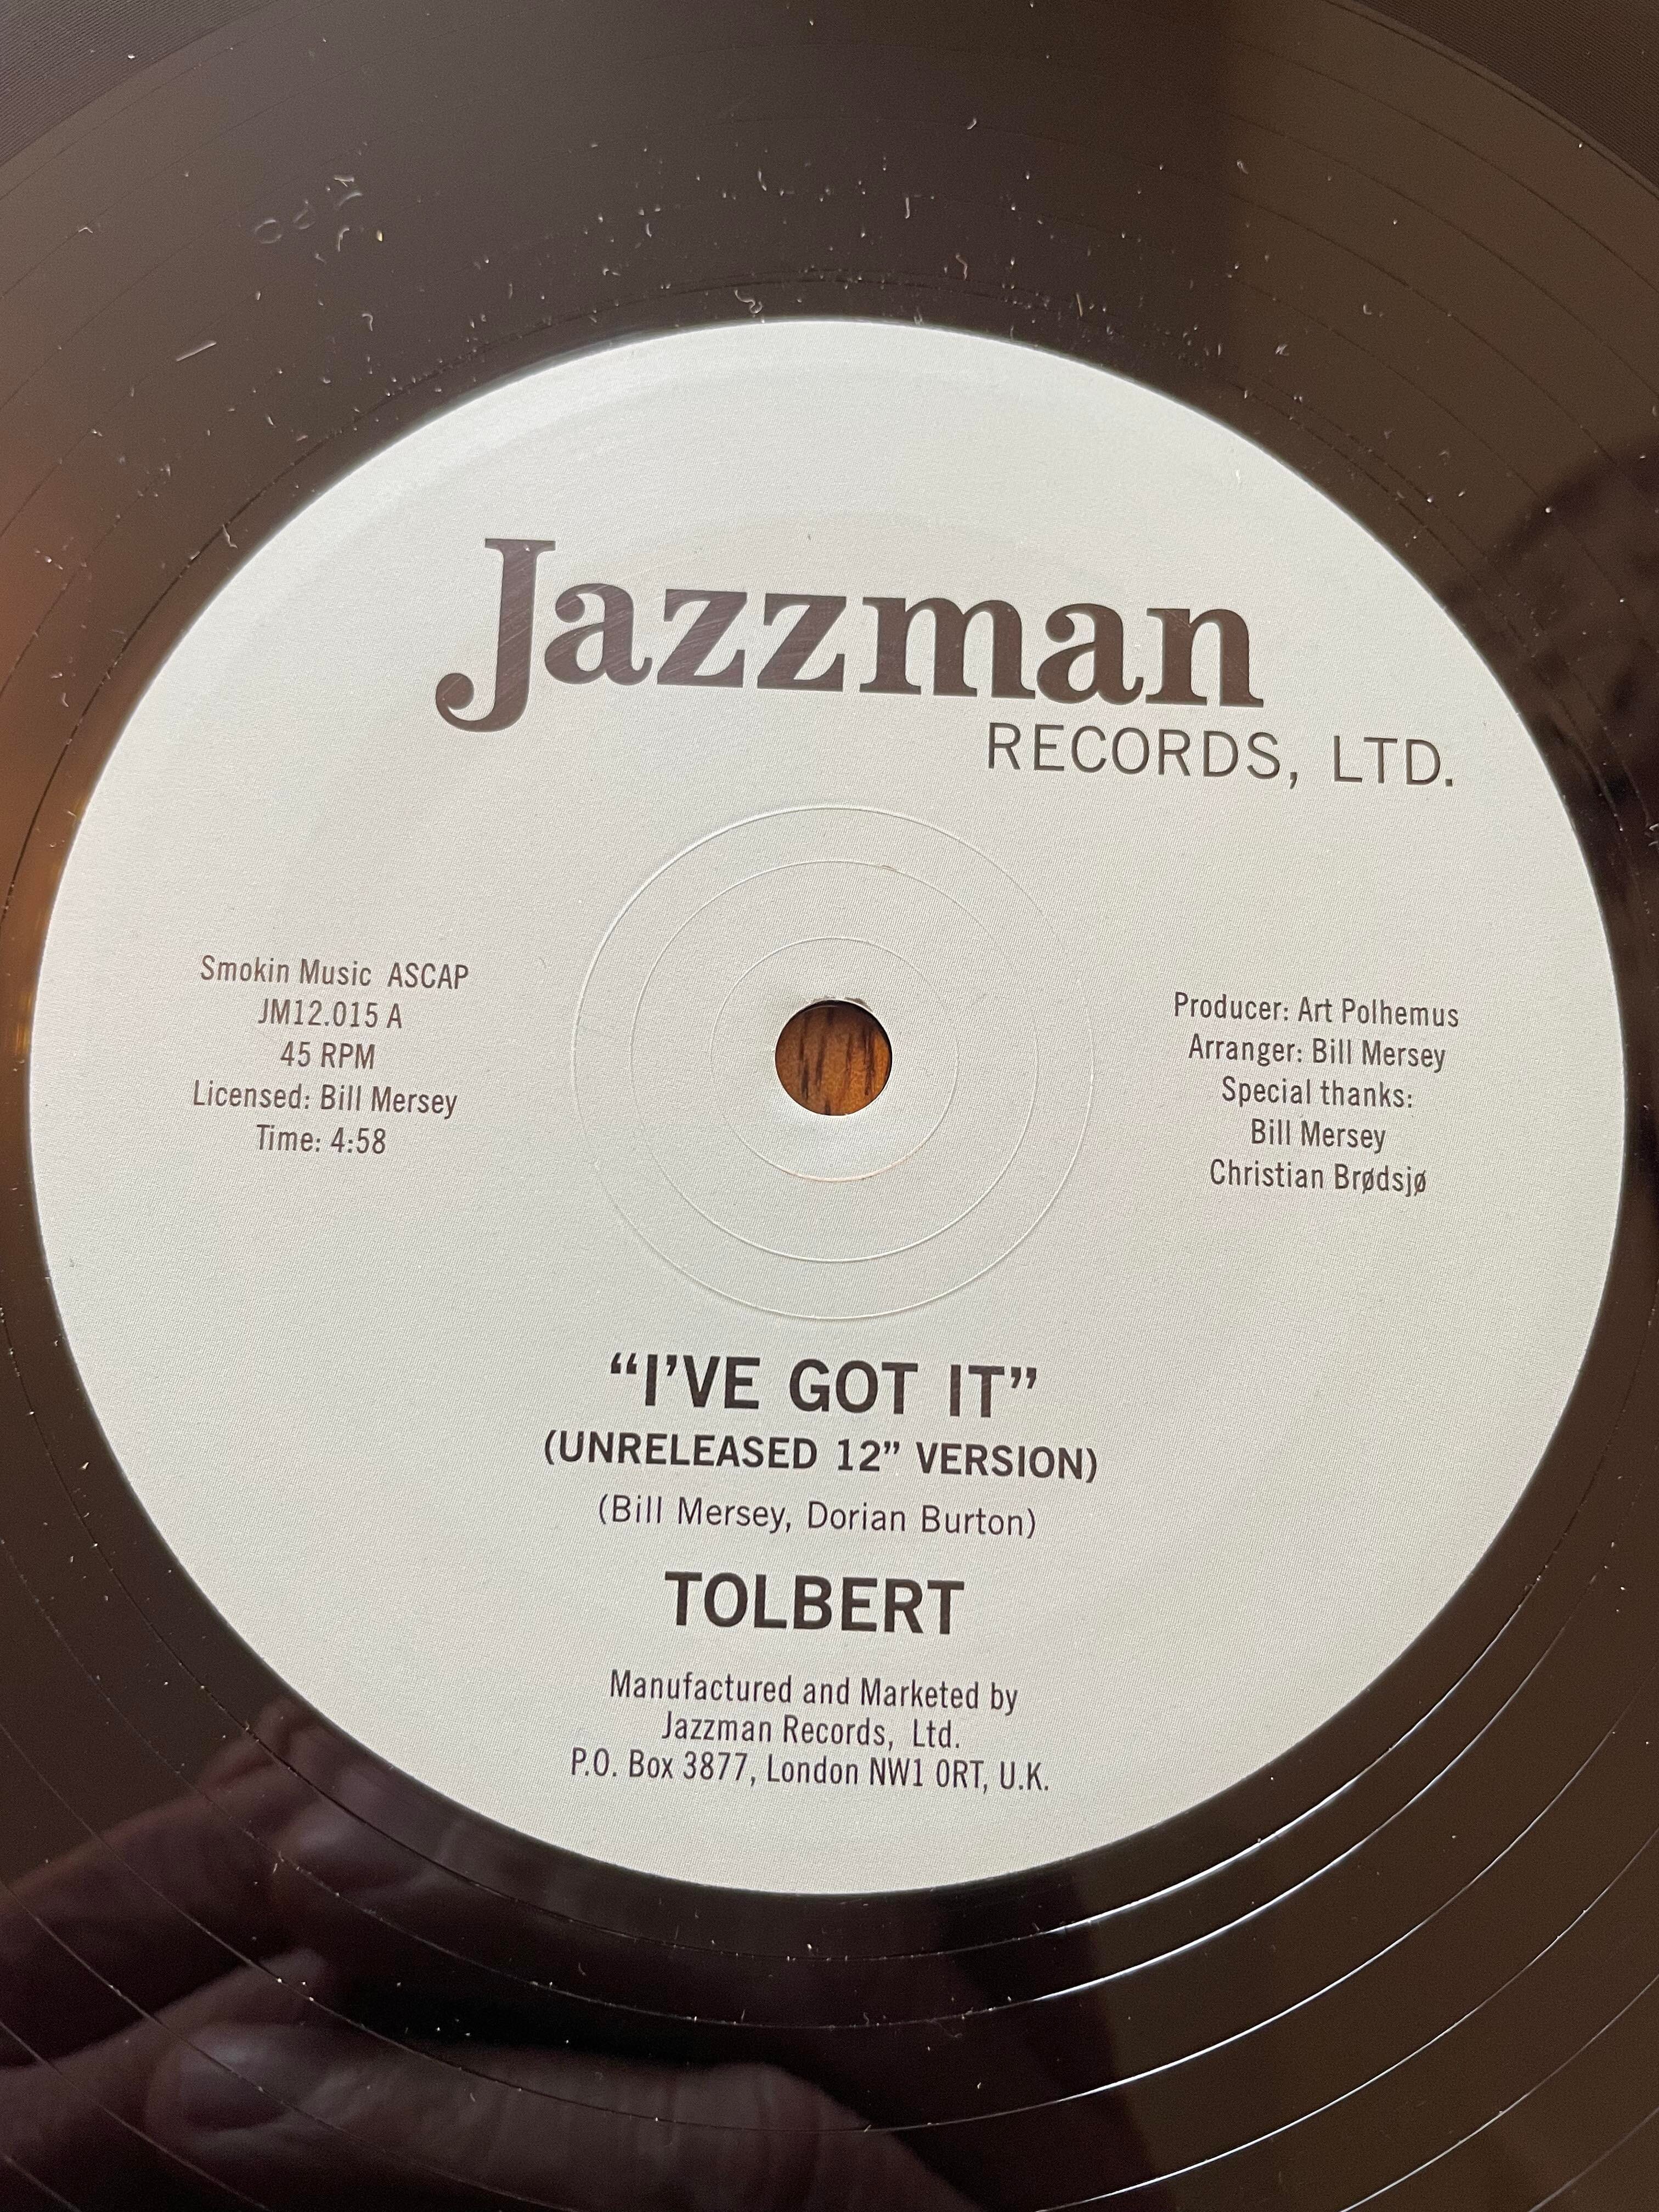 Jazzman
RECORDS, LTD.
Smokin Music ASCAP
JM12.015 A
45 RPM
Licensed: Bill Mersey
Time: 4:58
Producer: Art Polhemus
Arranger: Bill Mersey
Special thanks:
Bill Mersey
Christian Brødsjø
“I’VE GOT IT”
(UNRELEASED 12” VERSION)
(Bill Mersey, Dorian Burton)
TOLBERT
Manufactured and Marketed by
Jazzman Records, Ltd.
P.O. Box 3877, London NW1 0RT, U.K.